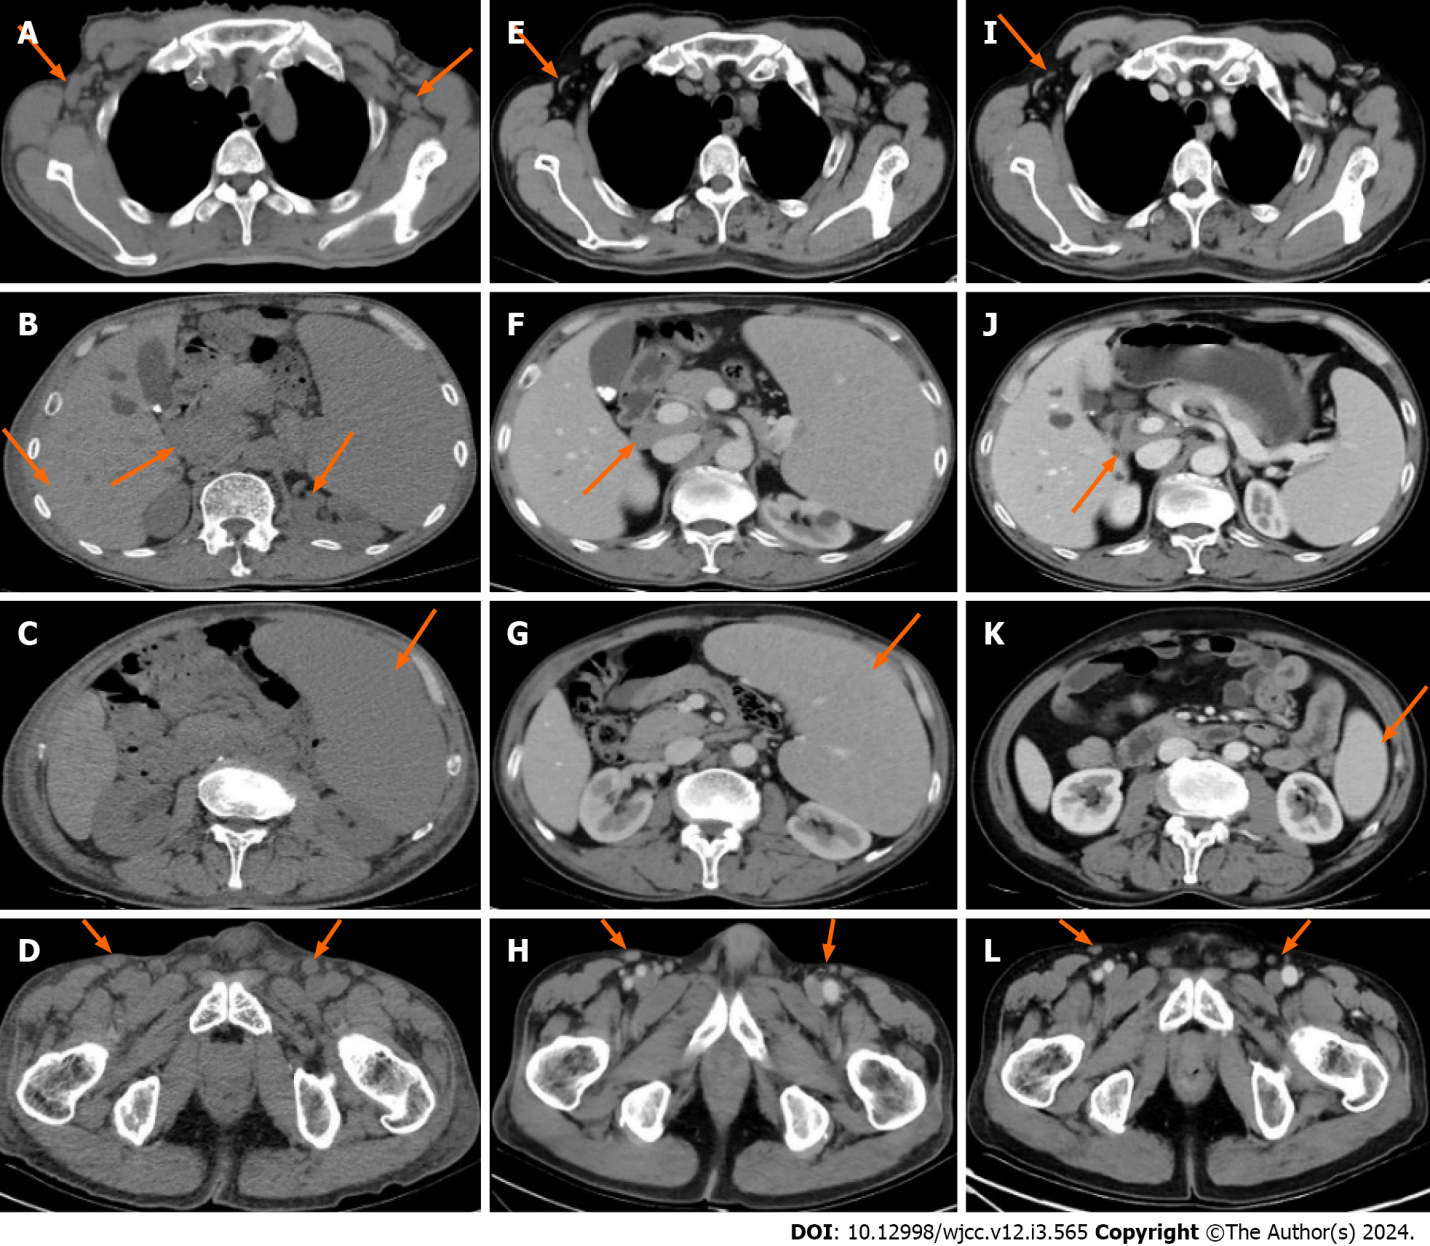 A
E
I
B
F
J
C
G
K
D
H
L
DOI: 10.12998/wjcc.v12.i3.565 Copyright ©The Author(s) 2024.